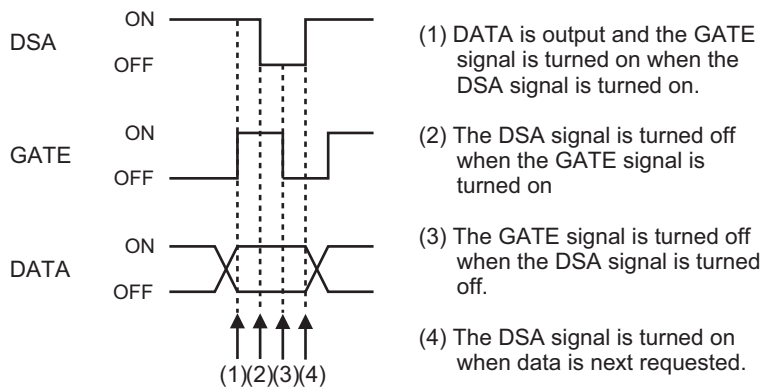 DSA
ON
OFF
GATE
ON
OFF
DATA
ON
OFF
(1)(2)(3)(4)
(1) DATA is output and the GATE
signal is turned on when the
DSA signal is turned on.
(2) The DSA signal is turned off
when the GATE signal is
turned on
(3) The GATE signal is turned off
when the DSA signal is turned
off.
(4) The DSA signal is turned on
when data is next requested.